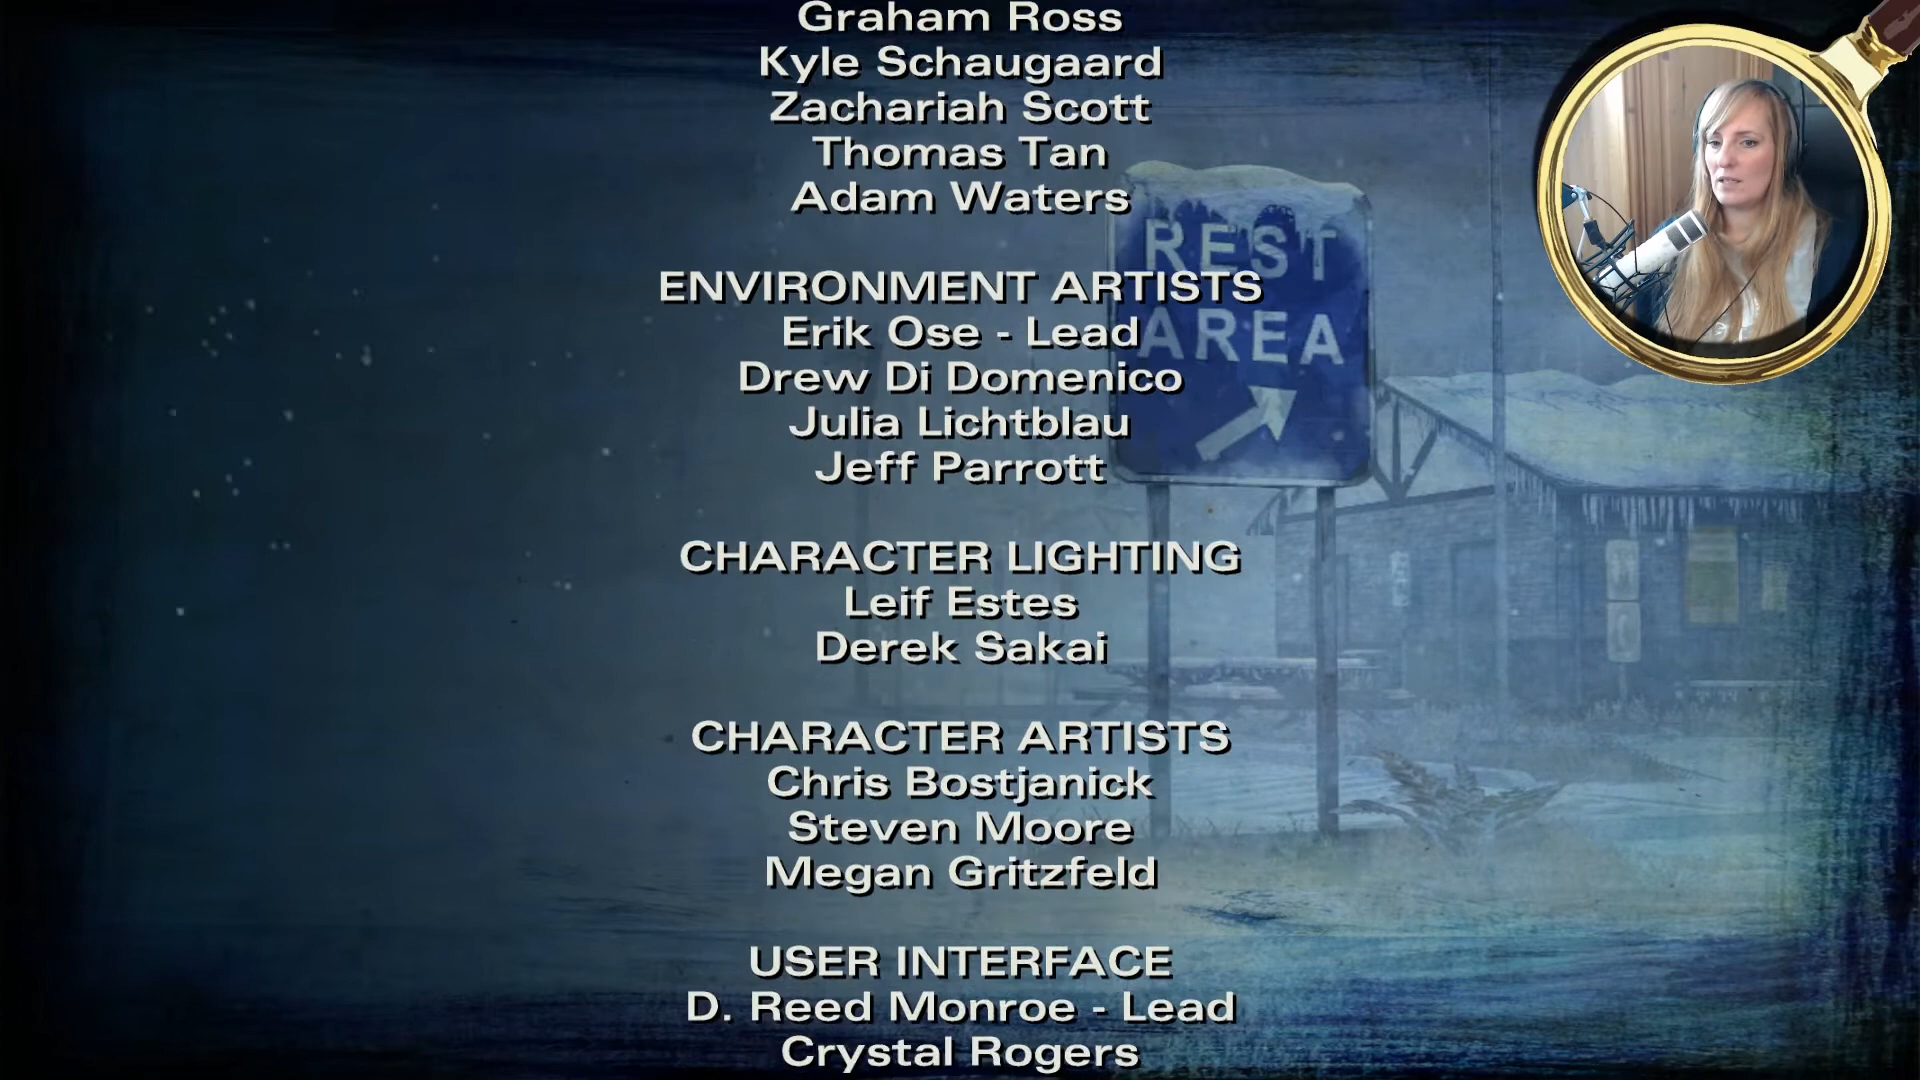 Graham Ross
Kyle Schaugaard
Zachariah Scott
Thomas Tan
Adam Waters
REST
AREA
ENVIRONMENT ARTISTS
Erik Ose - Lead
Drew Di Domenico
Julia Lichtblau
Jeff Parrott
CHARACTER LIGHTING
Leif Estes
Derek Sakai
CHARACTER ARTISTS
Chris Bostjanick
Steven Moore
Megan Gritzfeld
USER INTERFACE
D. Reed Monroe - Lead
Crystal Rogers